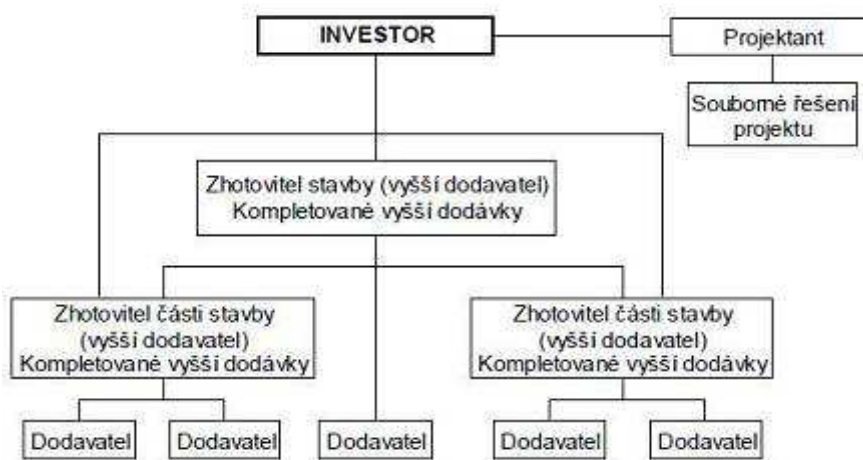 INVESTOR
Projektant
Souborné řešení
projektu
Zhotovitel stavby (vyšší dodavatel)
Kompletované vyšší dodávky
Zhotovitel části stavby
(vyšší dodavatel)
Kompletované vyšší dodávky
Zhotovitel části stavby
(vyšší dodavatel)
Kompletované vyšší dodávky
Dodavatel
Dodavatel
Dodavatel
Dodavatel
Dodavatel